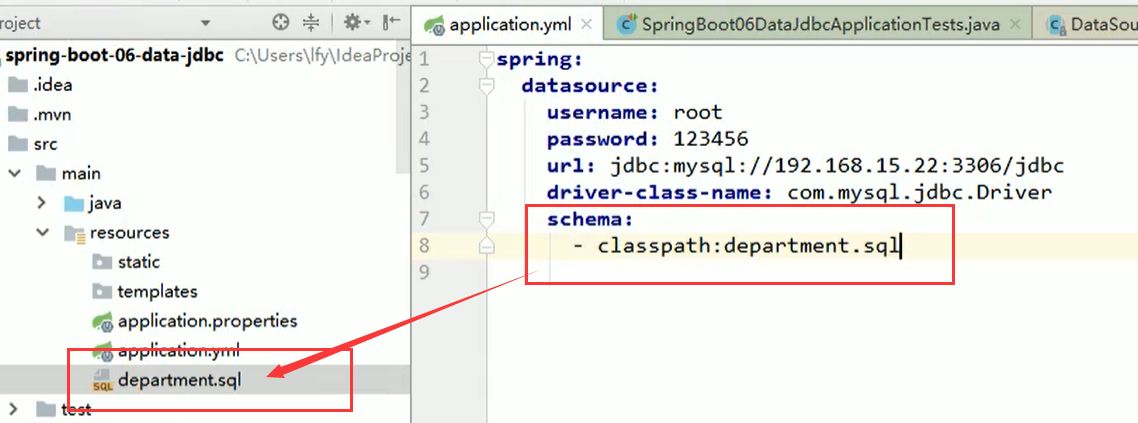 roject
spring-boot-06-data-jdbc C:\Users\lfy\IdeaProje
.idea
.mvn
src
main
java
resources
static
templates
application.properties
application.yml
SQL department.sql
test
application.yml
SpringBoot06DataJdbcApplicationTests.java
DataSou
1 spring:
2 datasource:
3 username: root
4 password: 123456
5 url: jdbc:mysql://192.168.15.22:3306/jdbc
6 driver-class-name: com.mysql.jdbc.Driver
7 schema:
8 - classpath:department.sql
9